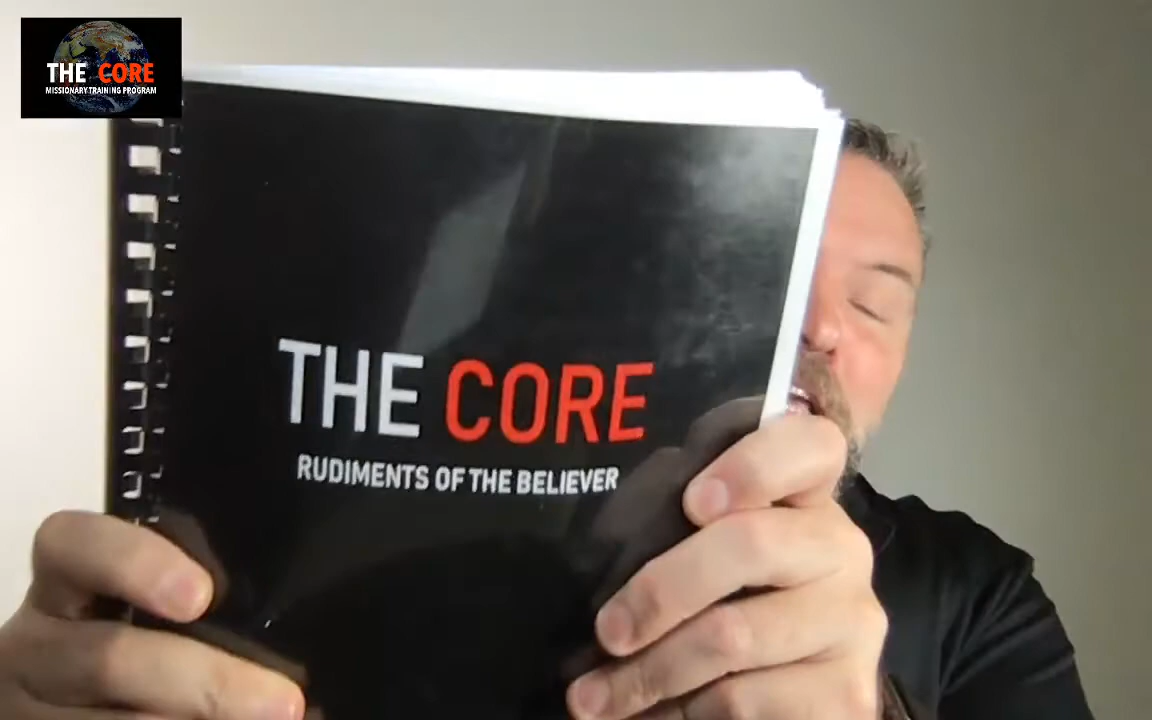 THE CORE
MISSIONARY TRAINING PROGRAM
THE CORE
RUDIMENTS OF THE BELIEVER